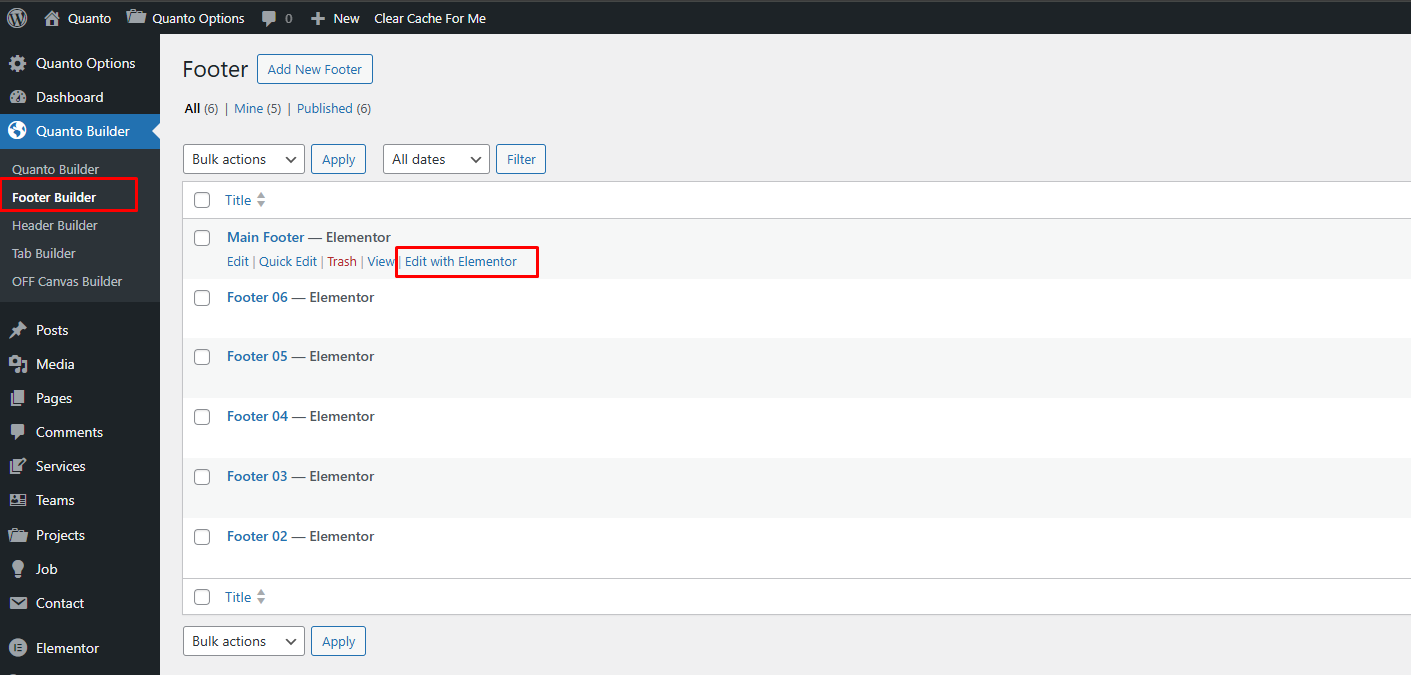 Quanto Quanto Options 0 New Clear Cache For Me
Quanto Options
Dashboard
Quanto Builder
Quanto Builder
Footer Builder
Header Builder
Tab Builder
OFF Canvas Builder
Posts
Media
Pages
Comments
Services
Teams
Projects
Job
Contact
Elementor
Footer Add New Footer
All (6) | Mine (5) | Published (6)
Bulk actions Apply All dates Filter
Title
Main Footer — Elementor
Edit | Quick Edit | Trash | View | Edit with Elementor
Footer 06 — Elementor
Footer 05 — Elementor
Footer 04 — Elementor
Footer 03 — Elementor
Footer 02 — Elementor
Title
Bulk actions Apply